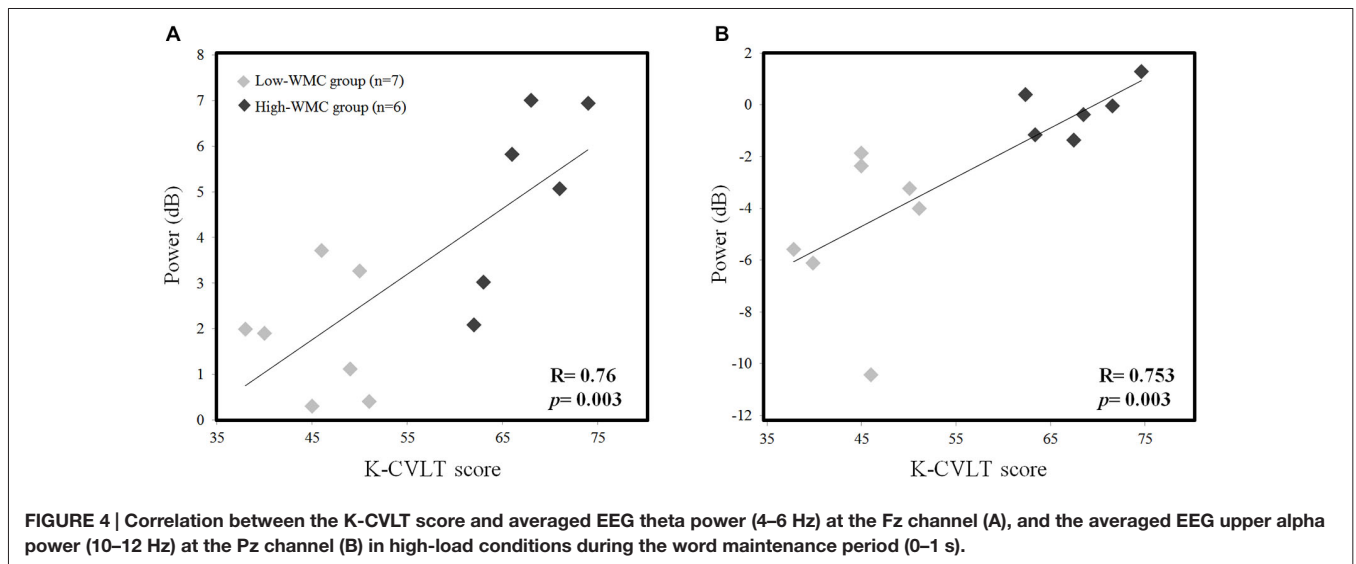 A
8
7
6
5
4
3
2
1
0
Power (dB)
Low-WMC group (n=7)
High-WMC group (n=6)
R= 0.76
p= 0.003
35 45 55 65 75
K-CVLT score
B
2
0
-2
-4
-6
-8
-10
-12
Power (dB)
R= 0.753
p= 0.003
35 45 55 65 75
K-CVLT score
FIGURE 4 | Correlation between the K-CVLT score and averaged EEG theta power (4–6 Hz) at the Fz channel (A), and the averaged EEG upper alpha
power (10–12 Hz) at the Pz channel (B) in high-load conditions during the word maintenance period (0–1 s).